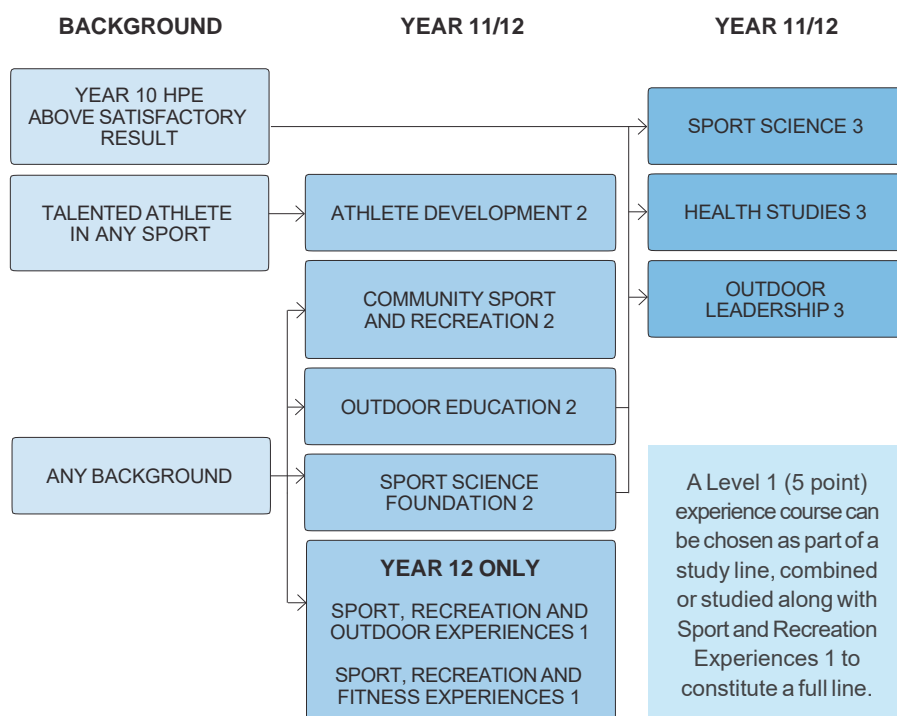 BACKGROUND
YEAR 11/12
YEAR 11/12
YEAR 10 HPE
ABOVE SATISFACTORY
RESULT
SPORT SCIENCE 3
TALENTED ATHLETE
IN ANY SPORT
ATHLETE DEVELOPMENT 2
HEALTH STUDIES 3
COMMUNITY SPORT
AND RECREATION 2
OUTDOOR
LEADERSHIP 3
OUTDOOR EDUCATION 2
ANY BACKGROUND
SPORT SCIENCE
FOUNDATION 2
YEAR 12 ONLY
SPORT, RECREATION AND
OUTDOOR EXPERIENCES 1
SPORT, RECREATION AND
FITNESS EXPERIENCES 1
A Level 1 (5 point)
experience course can
be chosen as part of a
study line, combined
or studied along with
Sport and Recreation
Experiences 1 to
constitute a full line.